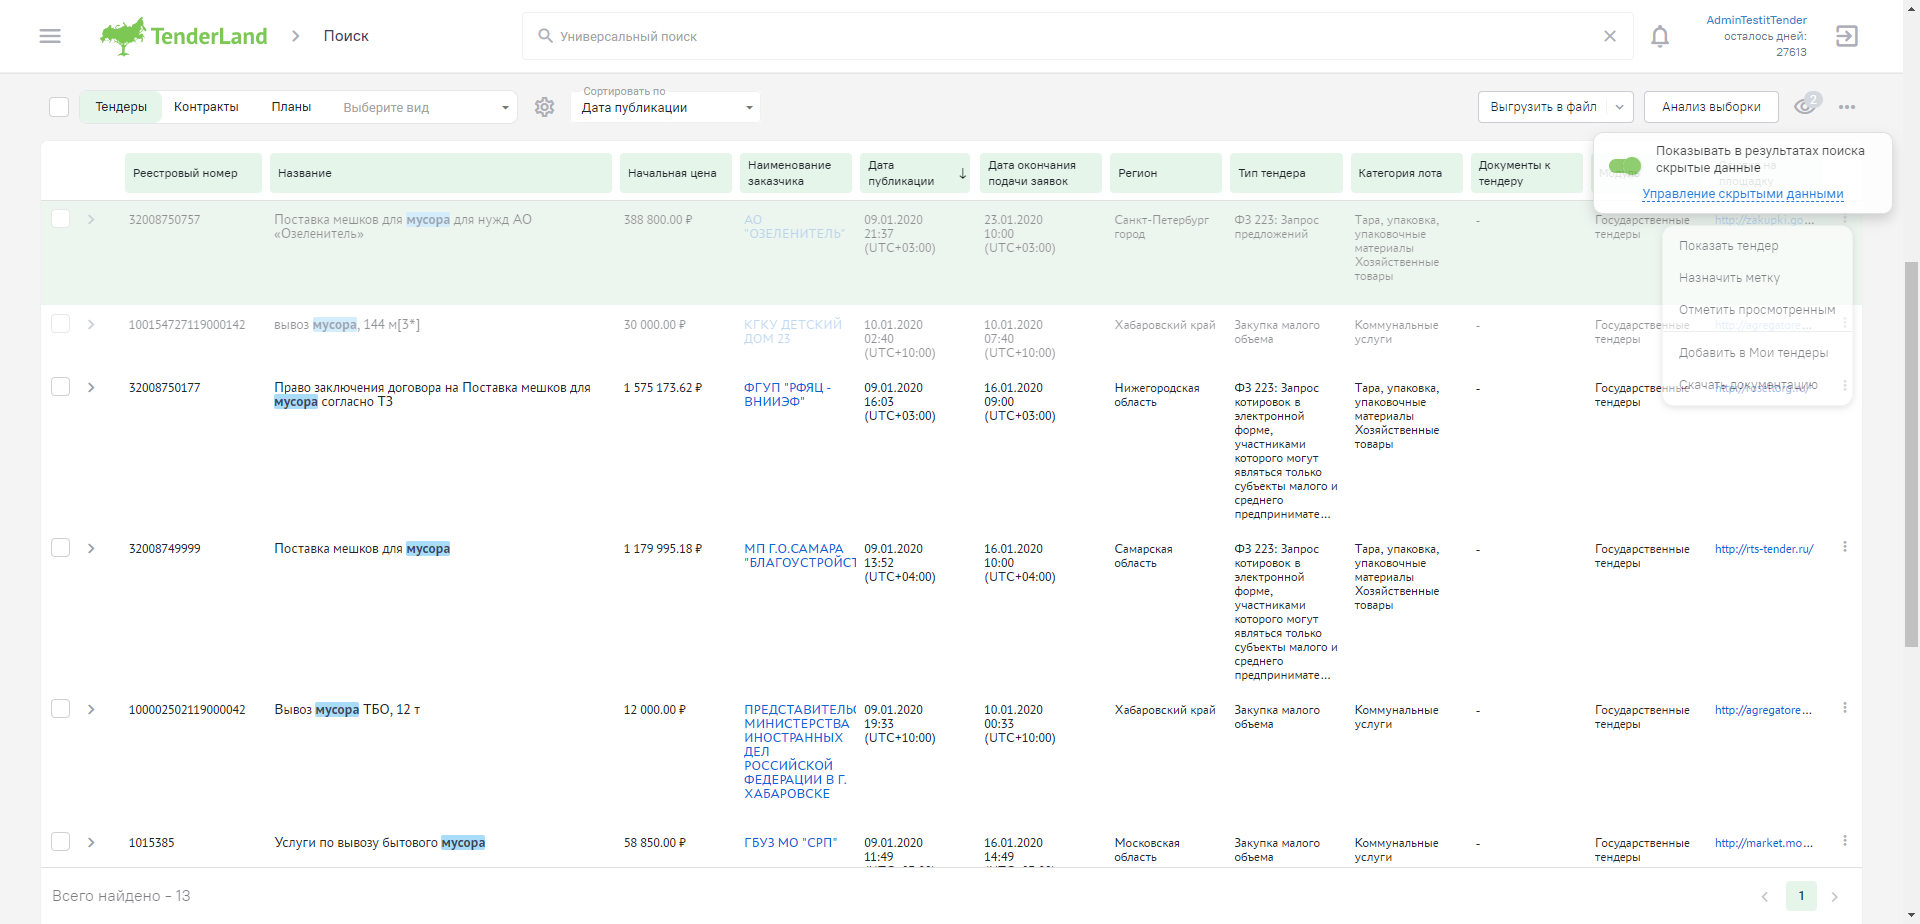 TenderLand
Поиск
Универсальный поиск
AdminTestitTender
осталось дней:
27613
Тендеры
Контракты
Планы
Выберите вид
Сортировать по
Дата публикации
Выгрузить в файл
Анализ выборки
2
Показывать в результатах поиска
скрытые данные
Управление скрытыми данными
Реестровый номер
Название
Начальная цена
Наименование
заказчика
Дата
публикации
Дата окончания
подачи заявок
Регион
Тип тендера
Категория лота
Документы к
тендеру
32008750757
Поставка мешков для мусора для нужд АО
«Озеленитель»
388 800.00 ₽
АО
"ОЗЕЛЕНИТЕЛЬ"
09.01.2020
21:37
(UTC+03:00)
23.01.2020
10:00
(UTC+03:00)
Санкт-Петербург
город
ФЗ 223: Запрос
предложений
Тара, упаковка,
упаковочные
материалы
Хозяйственные
товары
-
Государственные
тендеры
http://zakupki.go...
Показать тендер
Назначить метку
Отметить просмотренным
Добавить в Мои тендеры
Скачать документацию
100154727119000142
вывоз мусора, 144 м[3*]
30 000.00 ₽
КГКУ ДЕТСКИЙ
ДОМ 23
10.01.2020
02:40
(UTC+10:00)
10.01.2020
07:40
(UTC+10:00)
Хабаровский край
Закупка малого
объема
Коммунальные
услуги
-
Государственные
тендеры
http://agregatore...
32008750177
Право заключения договора на Поставка мешков для
мусора согласно ТЗ
1 575 173.62 ₽
ФГУП "РФЯЦ -
ВНИИЭФ"
09.01.2020
16:03
(UTC+03:00)
16.01.2020
09:00
(UTC+03:00)
Нижегородская
область
ФЗ 223: Запрос
котировок в
электронной
форме,
участниками
которого могут
являться только
субъекты малого и
среднего
предпринимате...
Тара, упаковка,
упаковочные
материалы
Хозяйственные
товары
-
Государственные
тендеры
32008749999
Поставка мешков для мусора
1 179 995.18 ₽
МП Г.О.САМАРА
"БЛАГОУСТРОЙСТ
09.01.2020
13:52
(UTC+04:00)
16.01.2020
10:00
(UTC+04:00)
Самарская
область
ФЗ 223: Запрос
котировок в
электронной
форме,
участниками
которого могут
являться только
субъекты малого и
среднего
предпринимате...
Тара, упаковка,
упаковочные
материалы
Хозяйственные
товары
-
Государственные
тендеры
http://rts-tender.ru/
100002502119000042
Вывоз мусора ТБО, 12 т
12 000.00 ₽
ПРЕДСТАВИТЕЛЬС
МИНИСТЕРСТВА
ИНОСТРАННЫХ
ДЕЛ
РОССИЙСКОЙ
ФЕДЕРАЦИИ В Г.
ХАБАРОВСКЕ
09.01.2020
19:33
(UTC+10:00)
10.01.2020
00:33
(UTC+10:00)
Хабаровский край
Закупка малого
объема
Коммунальные
услуги
-
Государственные
тендеры
http://agregatore...
1015385
Услуги по вывозу бытового мусора
58 850.00 ₽
ГБУЗ МО "СРП"
09.01.2020
11:49
16.01.2020
14:49
Московская
область
Закупка малого
объема
Коммунальные
услуги
-
Государственные
тендеры
http://market.mo...
Всего найдено - 13
1